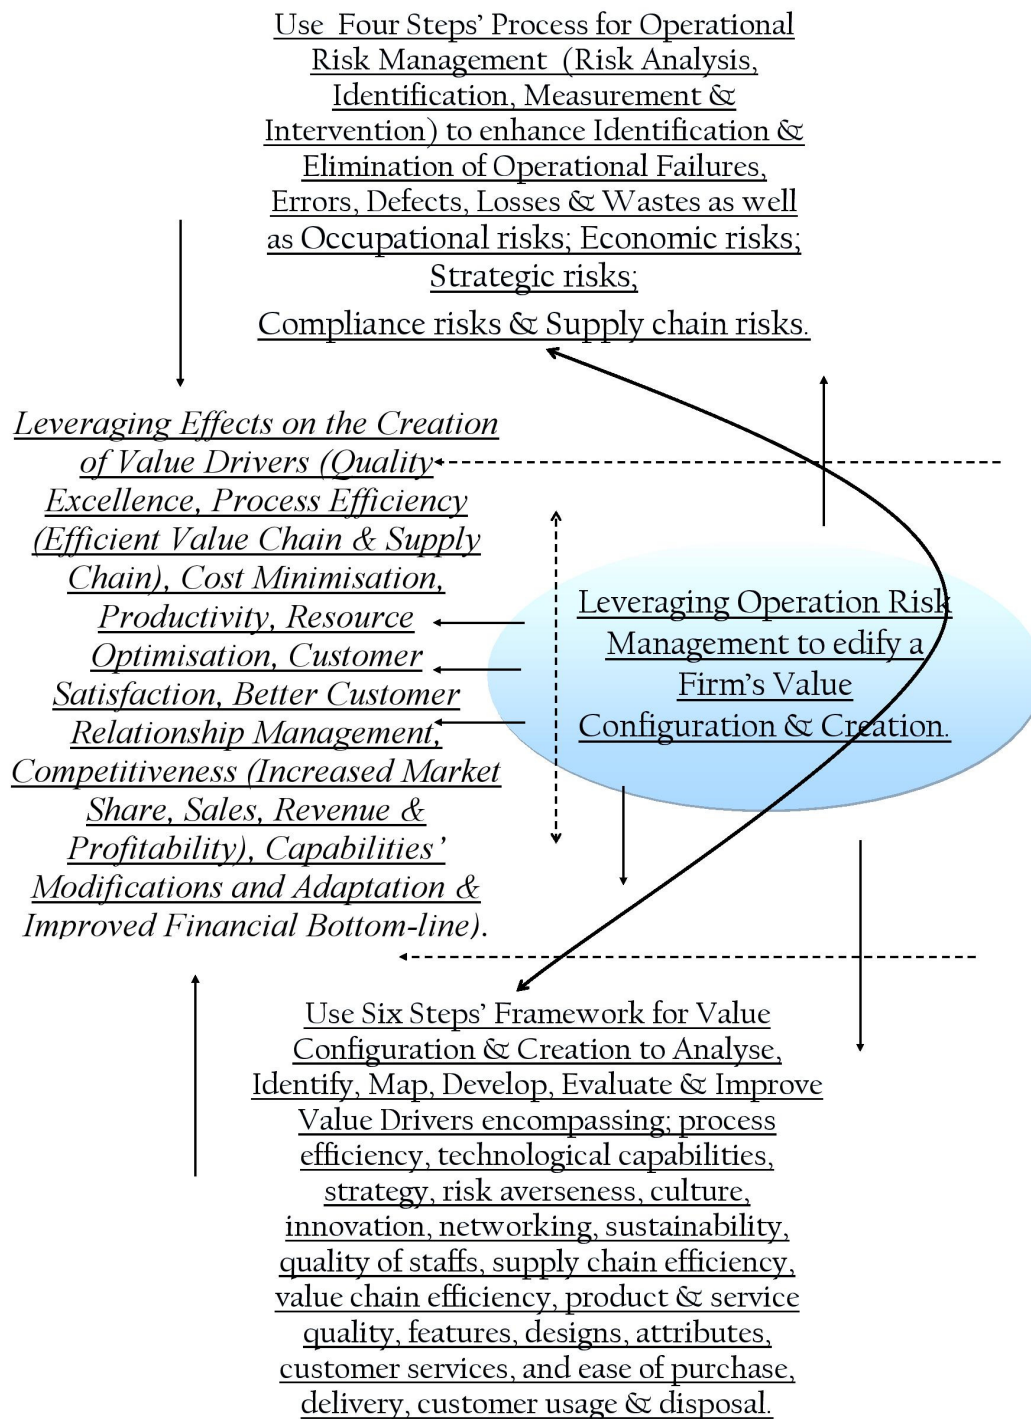 Use Four Steps’ Process for Operational
Risk Management (Risk Analysis,
Identification, Measurement &
Intervention) to enhance Identification &
Elimination of Operational Failures,
Errors, Defects, Losses & Wastes as well
as Occupational risks; Economic risks;
Strategic risks;
Compliance risks & Supply chain risks.
Leveraging Effects on the Creation
of Value Drivers (Quality
Excellence, Process Efficiency
(Efficient Value Chain & Supply
Chain), Cost Minimisation,
Productivity, Resource
Optimisation, Customer
Satisfaction, Better Customer
Relationship Management,
Competitiveness (Increased Market
Share, Sales, Revenue &
Profitability), Capabilities’
Modifications and Adaptation &
Improved Financial Bottom-line).
Leveraging Operation Risk
Management to edify a
Firm’s Value
Configuration & Creation.
Use Six Steps’ Framework for Value
Configuration & Creation to Analyse,
Identify, Map, Develop, Evaluate & Improve
Value Drivers encompassing; process
efficiency, technological capabilities,
strategy, risk averseness, culture,
innovation, networking, sustainability,
quality of staffs, supply chain efficiency,
value chain efficiency, product & service
quality, features, designs, attributes,
customer services, and ease of purchase,
delivery, customer usage & disposal.